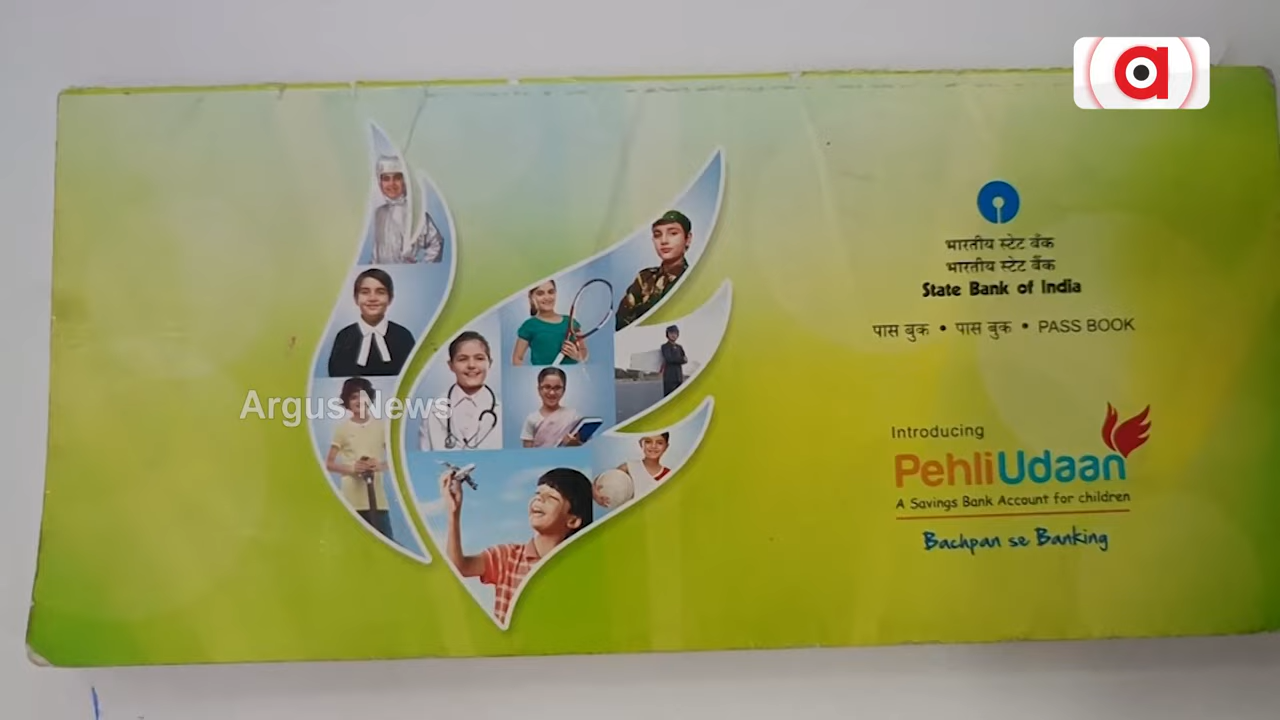 a
भारतीय स्टेट बँक
भारतीय स्टेट बैंक
State Bank of India
पास बुक • पास बुक • PASS BOOK
Argus News
Introducing
PehliUdaan
A Savings Bank Account for children
Bachpan se Banking